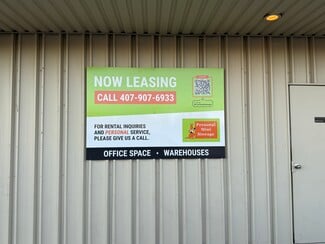 NOW LEASING
CALL 407-907-6933
FOR RENTAL INQUIRIES
AND PERSONAL SERVICE,
PLEASE GIVE US A CALL.
Personal
Mini
Storage
OFFICE SPACE • WAREHOUSES